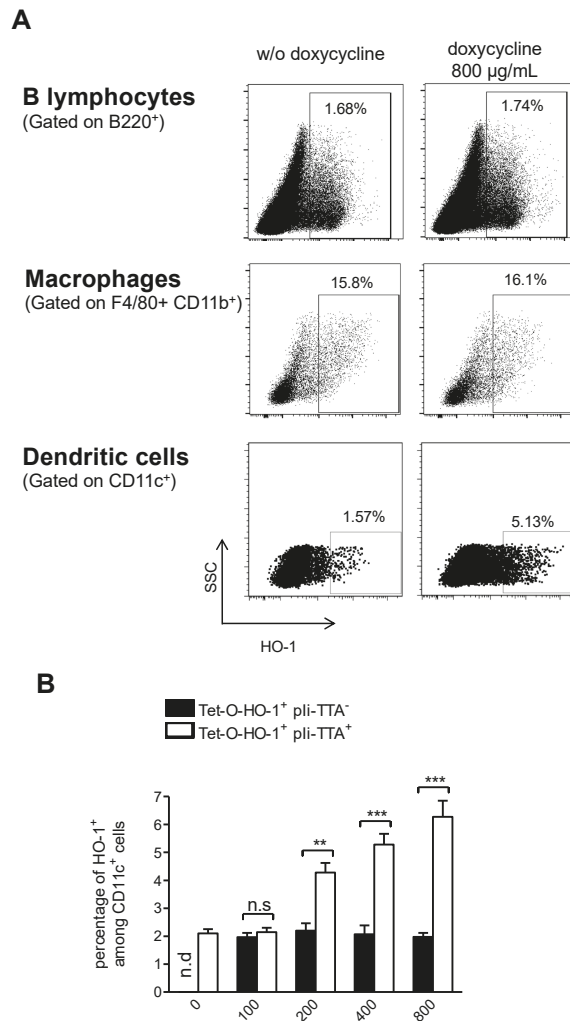 A
w/o doxycycline
doxycycline
800 µg/mL
B lymphocytes
(Gated on B220⁺)
1.68%
1.74%
Macrophages
(Gated on F4/80+ CD11b⁺)
15.8%
16.1%
Dendritic cells
(Gated on CD11c⁺)
1.57%
5.13%
SSC
HO-1
B
Tet-O-HO-1⁺ pIi-TTA⁻
Tet-O-HO-1⁺ pIi-TTA⁺
percentage of HO-1⁺
among CD11c⁺ cells
7
6
5
4
3
2
1
0
n.d
n.s
**
***
***
0
100
200
400
800